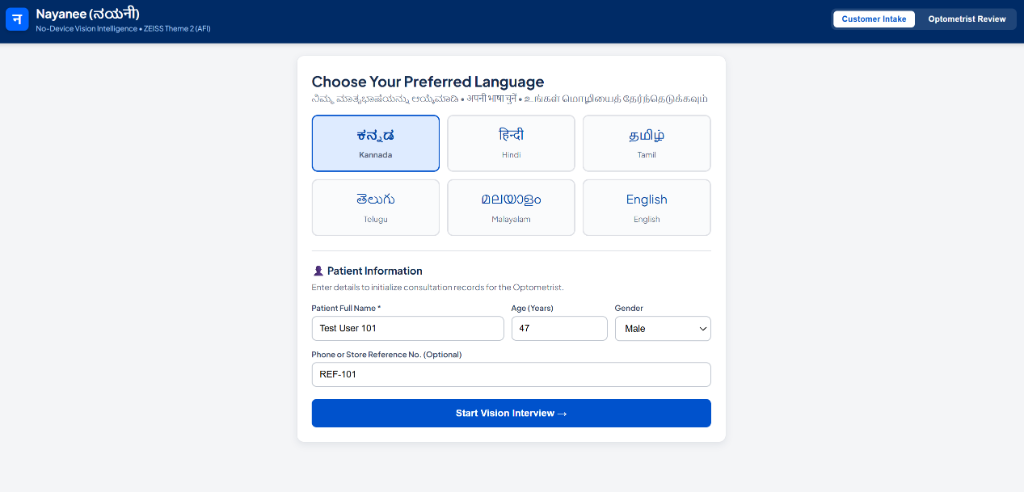 न
Nayanee (ನಯನೀ)
No-Device Vision Intelligence • ZEISS Theme 2 (AFI)
Customer Intake
Optometrist Review
Choose Your Preferred Language
ನಿಮ್ಮ ಮಾತೃಭಾಷೆಯನ್ನು ಆಯ್ಕೆಮಾಡಿ • अपनी भाषा चुनें • உங்கள் மொழியைத் தேர்ந்தெடுக்கவும்
ಕನ್ನಡ हिन्दी தமிழ்
Kannada Hindi Tamil
తెలుగు മലയാളം English
Telugu Malayalam English
Patient Information
Enter details to initialize consultation records for the Optometrist.
Patient Full Name * Age (Years) Gender
Test User 101 47 Male
Phone or Store Reference No. (Optional)
REF-101
Start Vision Interview →